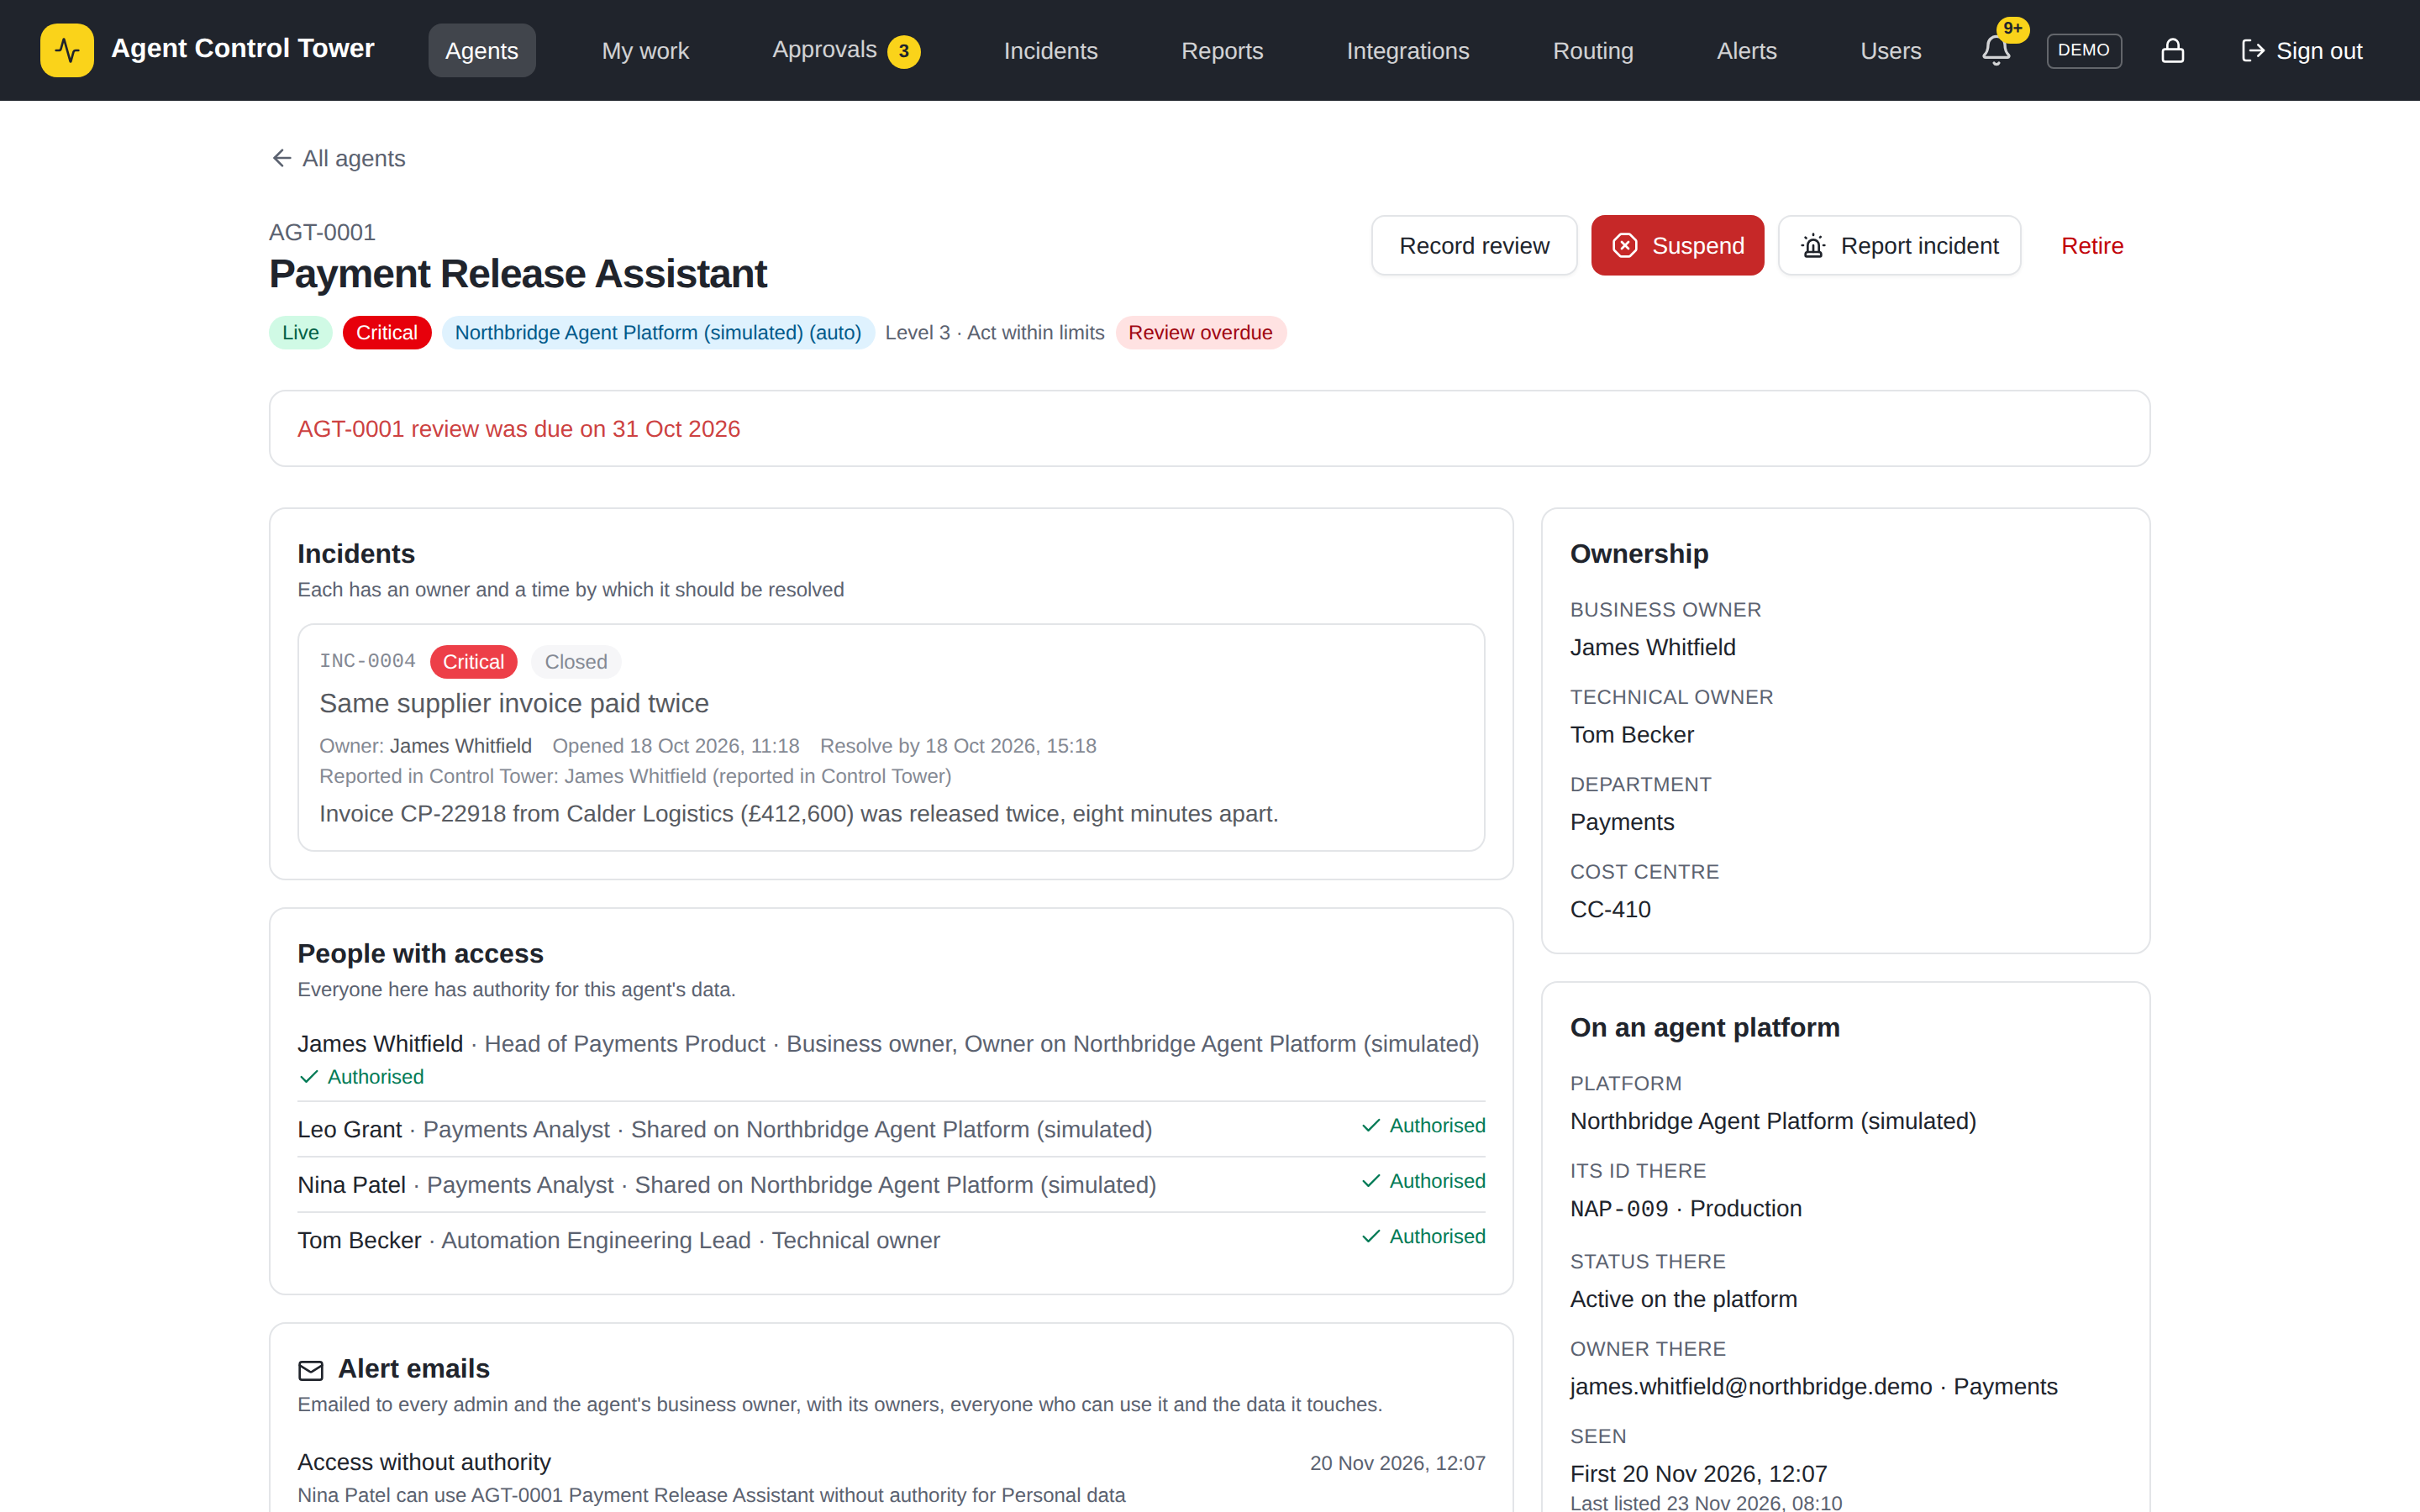 Agent Control Tower
Agents
My work
Approvals 3
Incidents
Reports
Integrations
Routing
Alerts
Users
9+
DEMO
Sign out
All agents
AGT-0001
Payment Release Assistant
Record review
Suspend
Report incident
Retire
Live
Critical
Northbridge Agent Platform (simulated) (auto)
Level 3 · Act within limits
Review overdue
AGT-0001 review was due on 31 Oct 2026
Incidents
Each has an owner and a time by which it should be resolved
INC-0004 Critical Closed
Same supplier invoice paid twice
Owner: James Whitfield Opened 18 Oct 2026, 11:18 Resolve by 18 Oct 2026, 15:18
Reported in Control Tower: James Whitfield (reported in Control Tower)
Invoice CP-22918 from Calder Logistics (£412,600) was released twice, eight minutes apart.
People with access
Everyone here has authority for this agent's data.
James Whitfield · Head of Payments Product · Business owner, Owner on Northbridge Agent Platform (simulated)
Authorised
Leo Grant · Payments Analyst · Shared on Northbridge Agent Platform (simulated) Authorised
Nina Patel · Payments Analyst · Shared on Northbridge Agent Platform (simulated) Authorised
Tom Becker · Automation Engineering Lead · Technical owner Authorised
Alert emails
Emailed to every admin and the agent's business owner, with its owners, everyone who can use it and the data it touches.
Access without authority 20 Nov 2026, 12:07
Nina Patel can use AGT-0001 Payment Release Assistant without authority for Personal data
Ownership
BUSINESS OWNER
James Whitfield
TECHNICAL OWNER
Tom Becker
DEPARTMENT
Payments
COST CENTRE
CC-410
On an agent platform
PLATFORM
Northbridge Agent Platform (simulated)
ITS ID THERE
NAP-009 · Production
STATUS THERE
Active on the platform
OWNER THERE
james.whitfield@northbridge.demo · Payments
SEEN
First 20 Nov 2026, 12:07
Last listed 23 Nov 2026, 08:10